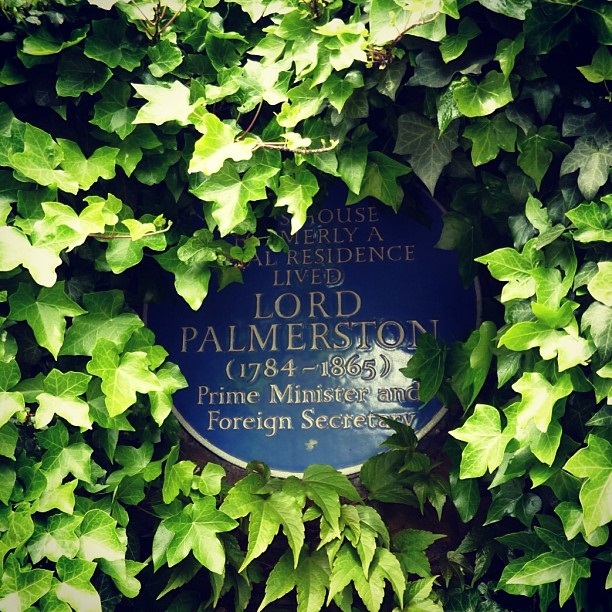 HOUSE
A
RESIDENCE
LIVED
LORD
PALMERSTON
(1784–1865)
Prime Minister and
Foreign Secretary